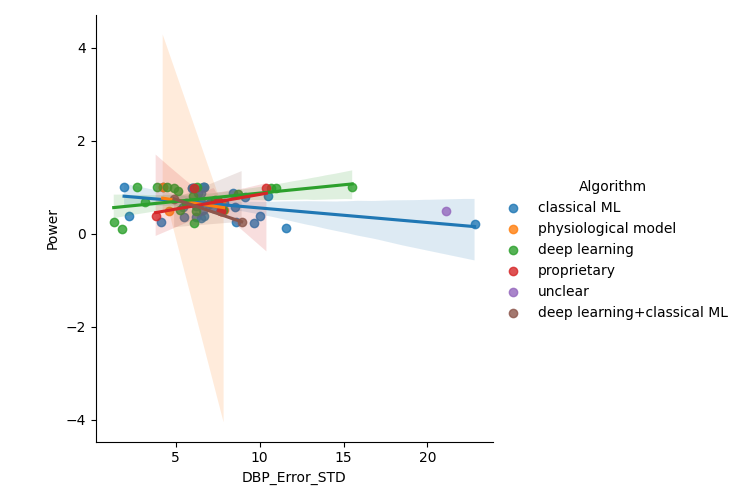 4
2
0
−2
−4
Power
5
10
15
20
DBP_Error_STD
Algorithm
classical ML
physiological model
deep learning
proprietary
unclear
deep learning+classical ML